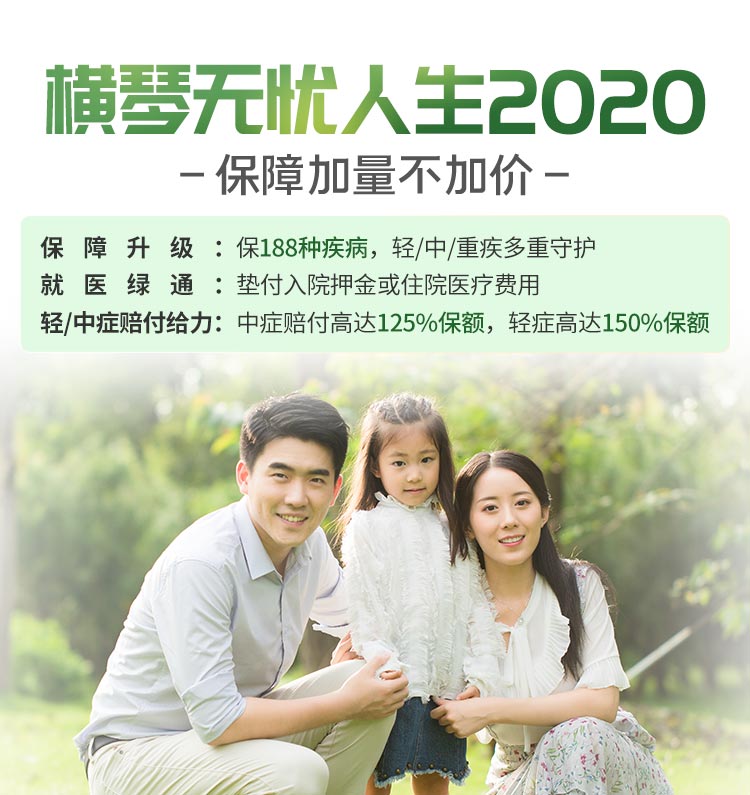 横琴无忧人生2020
-保障加量不加价-
保障升级：保188种疾病，轻/中/重疾多重守护
就医绿通：垫付入院押金或住院医疗费用
轻/中症赔付给力：中症赔付高达125%保额，轻症高达150%保额